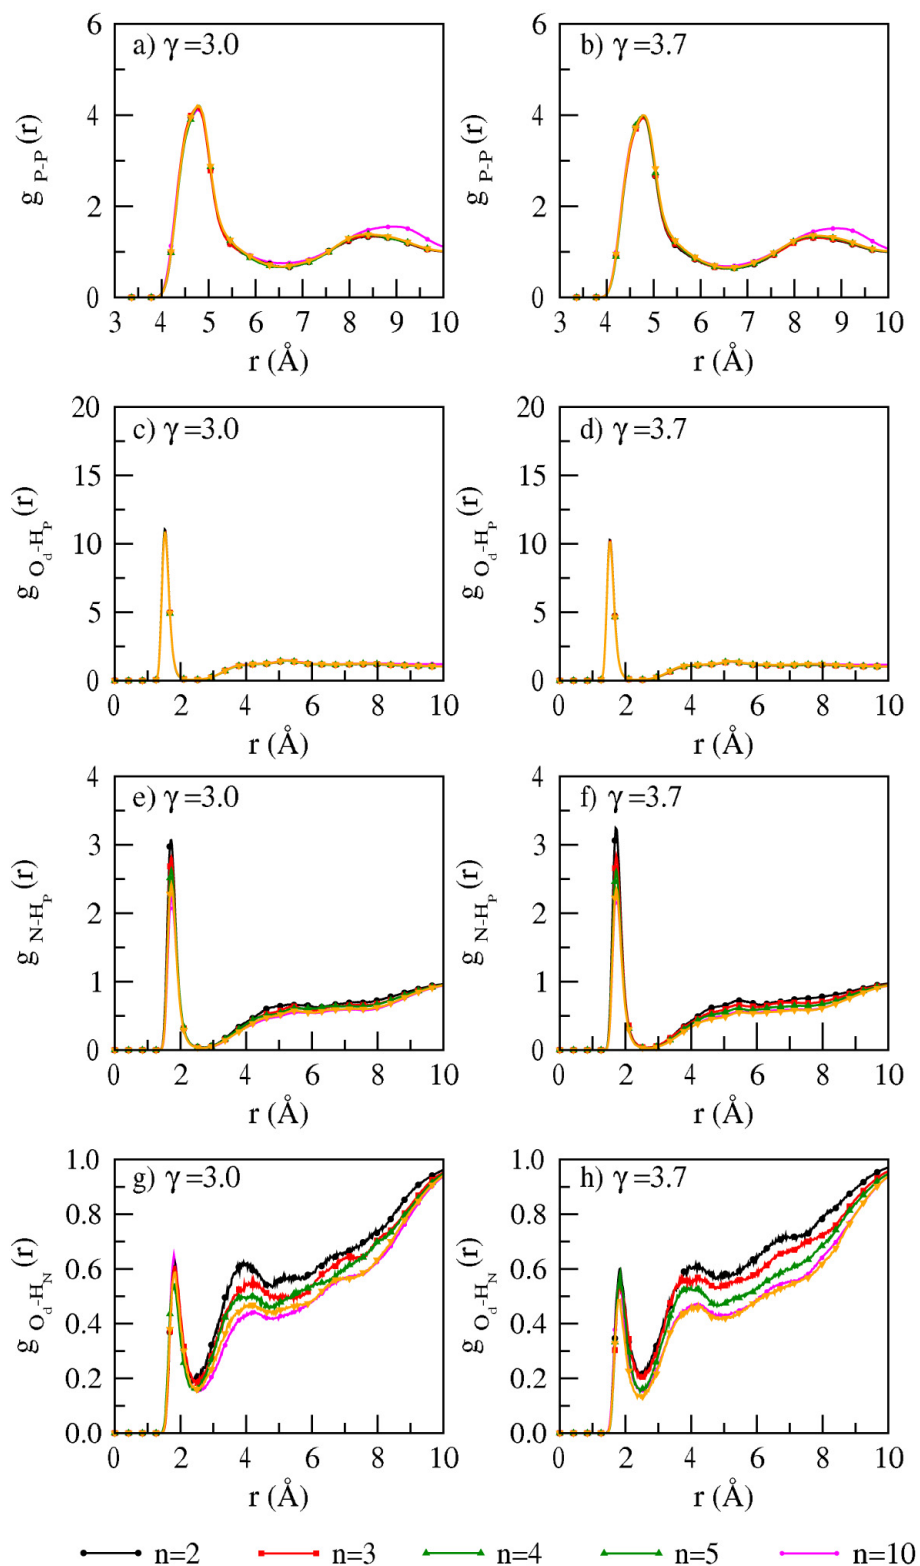 a) γ=3.0
6
4
2
0
3 4 5 6 7 8 9 10
g P-P (r)
r (Å)
b) γ=3.7
6
4
2
0
3 4 5 6 7 8 9 10
g P-P (r)
r (Å)
c) γ=3.0
20
15
10
5
0
0 2 4 6 8 10
g Od-HP (r)
r (Å)
d) γ=3.7
20
15
10
5
0
0 2 4 6 8 10
g Od-HP (r)
r (Å)
e) γ=3.0
4
3
2
1
0
0 2 4 6 8 10
g N-HP (r)
r (Å)
f) γ=3.7
4
3
2
1
0
0 2 4 6 8 10
g N-HP (r)
r (Å)
g) γ=3.0
1.0
0.8
0.6
0.4
0.2
0.0
0 2 4 6 8 10
g Od-HN (r)
r (Å)
h) γ=3.7
1.0
0.8
0.6
0.4
0.2
0.0
0 2 4 6 8 10
g Od-HN (r)
r (Å)
n=2 n=3 n=4 n=5 n=10